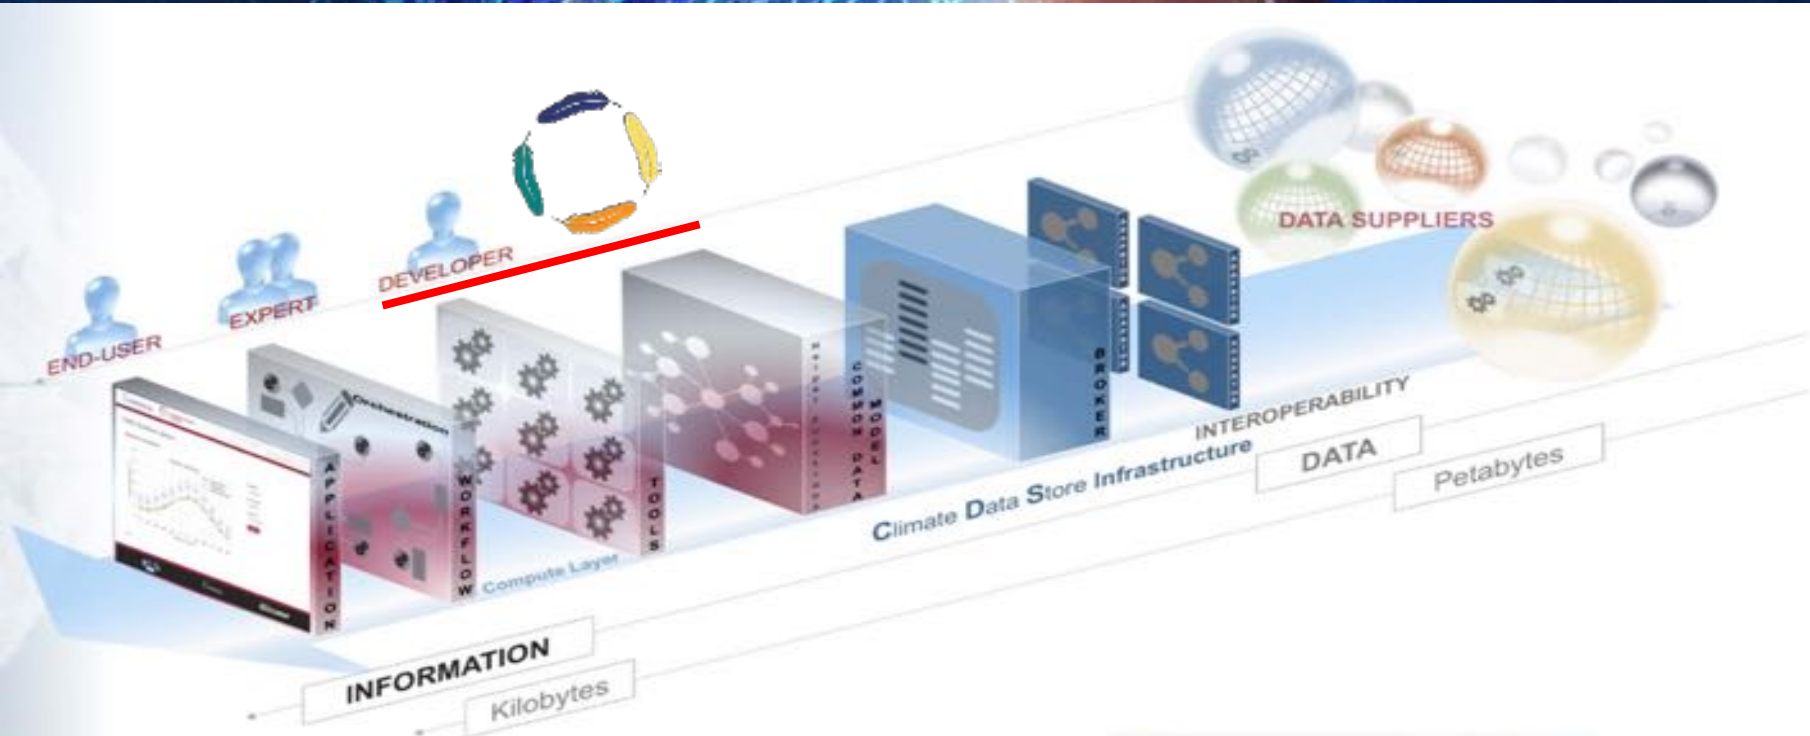 DATA SUPPLIERS
DEVELOPER
EXPERT
END-USER
Orchestration
APPLICATION
WORKFLOW
TOOLS
COMMON DATA
MODEL
BROKER
INTEROPERABILITY
Climate Data Store Infrastructure
Compute Layer
DATA
Petabytes
INFORMATION
Kilobytes